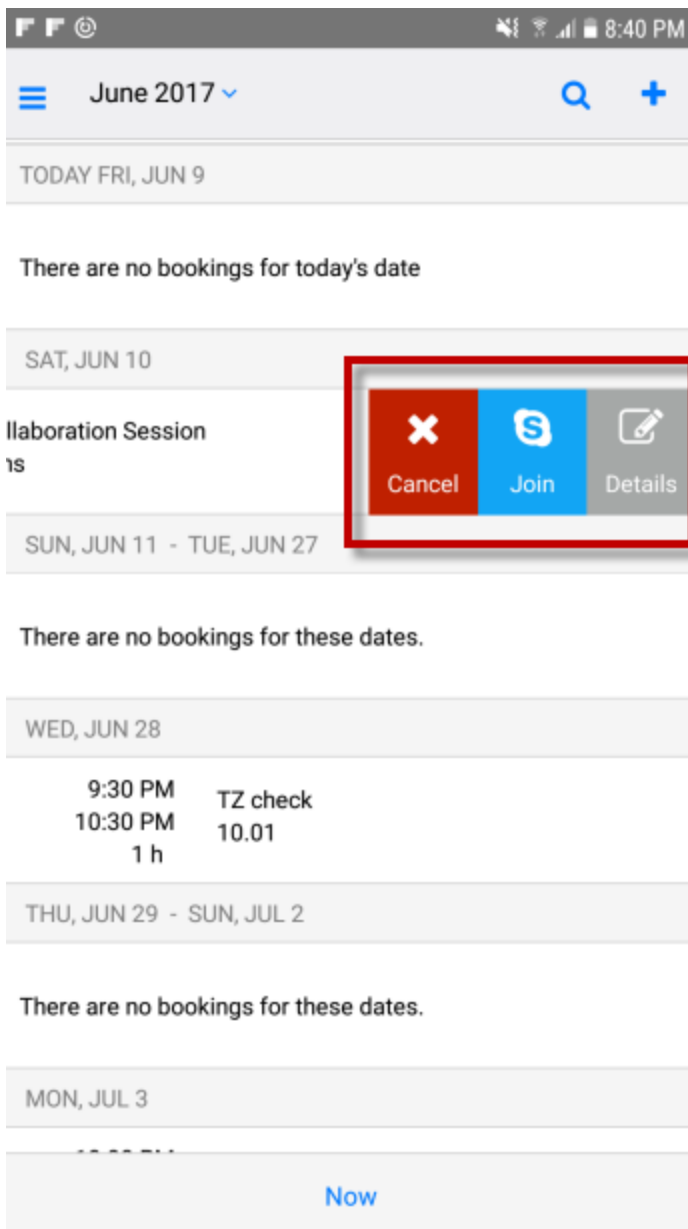 8:40 PM
June 2017
TODAY FRI, JUN 9
There are no bookings for today's date
SAT, JUN 10
llaboration Session
ns
Cancel
Join
Details
SUN, JUN 11 - TUE, JUN 27
There are no bookings for these dates.
WED, JUN 28
9:30 PM
10:30 PM
1 h
TZ check
10.01
THU, JUN 29 - SUN, JUL 2
There are no bookings for these dates.
MON, JUL 3
Now